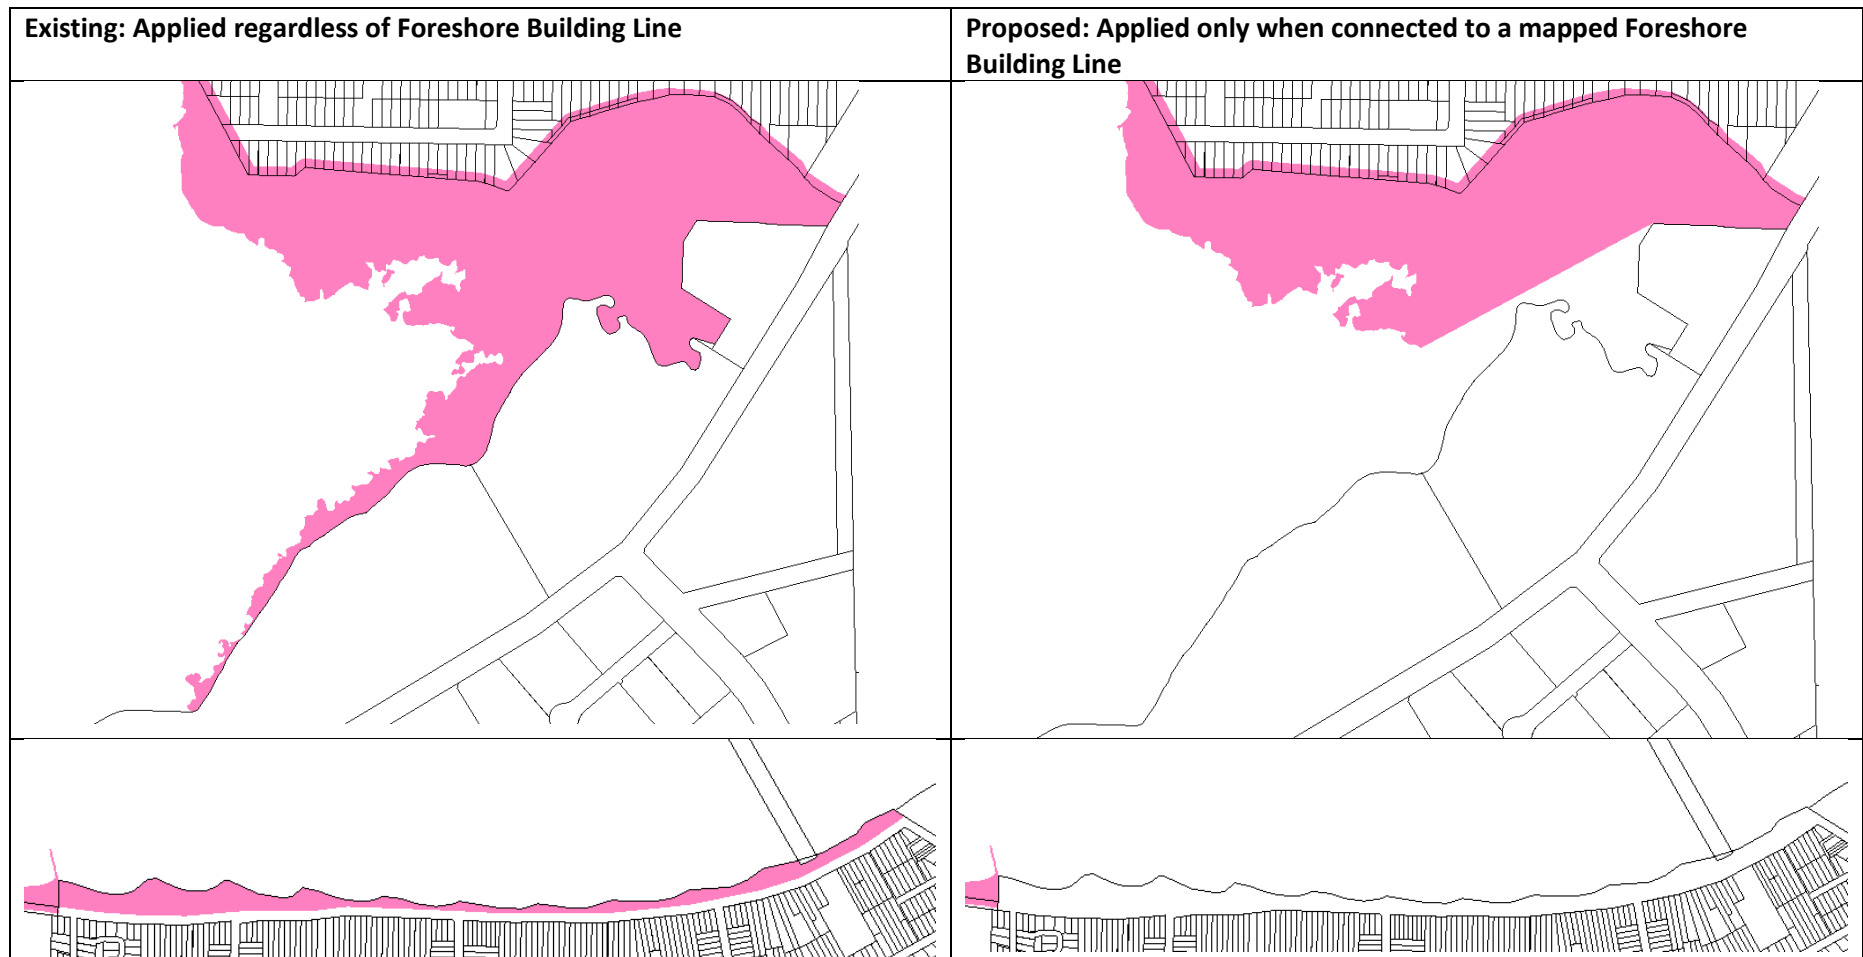 Existing: Applied regardless of Foreshore Building Line
Proposed: Applied only when connected to a mapped Foreshore
Building Line